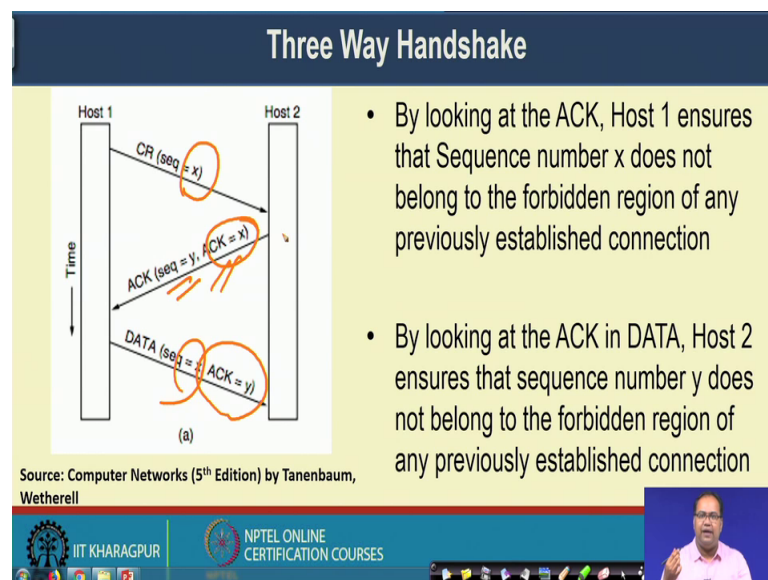 Three Way Handshake
Host 1
Host 2
CR (seq = x)
ACK (seq = y, ACK = x)
Time
DATA (seq = x, ACK = y)
(a)
Source: Computer Networks (5th Edition) by Tanenbaum,
Wetherell
• By looking at the ACK, Host 1 ensures
that Sequence number x does not
belong to the forbidden region of any
previously established connection
• By looking at the ACK in DATA, Host 2
ensures that sequence number y does
not belong to the forbidden region of
any previously established connection
IIT KHARAGPUR
NPTEL ONLINE
CERTIFICATION COURSES